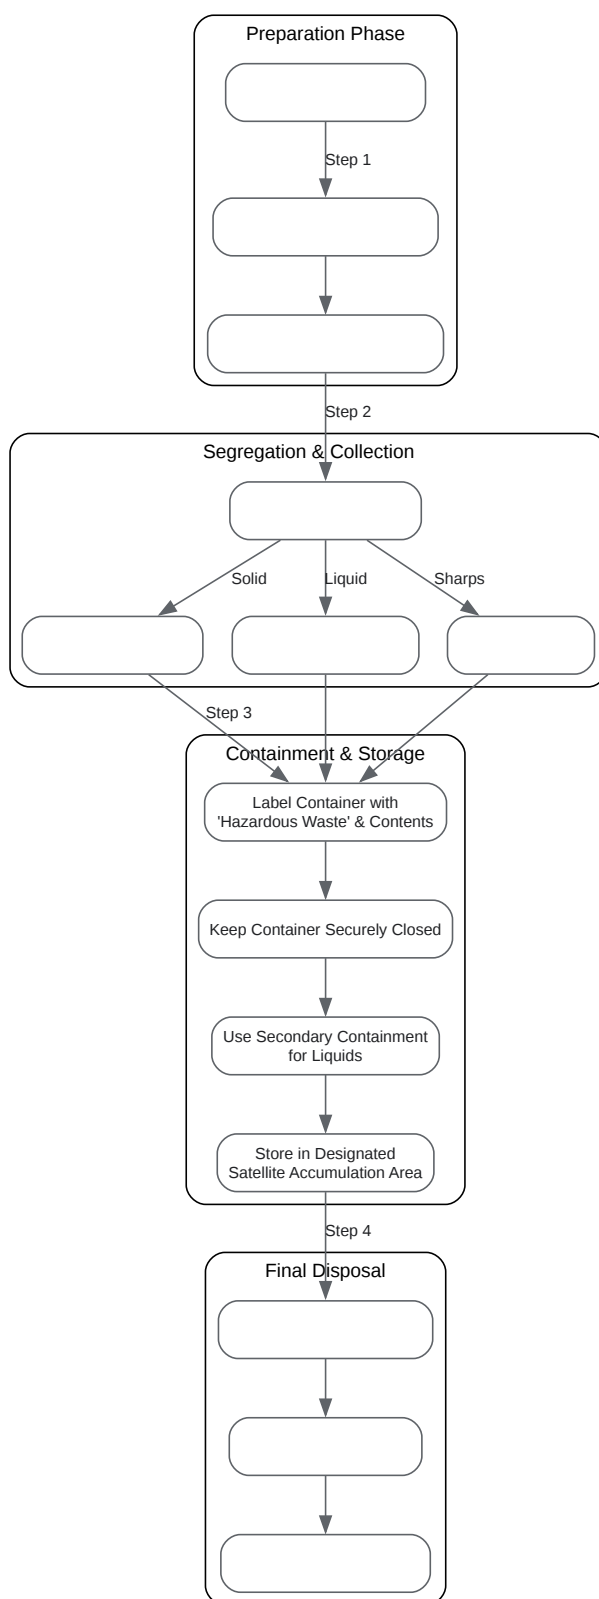 Preparation Phase
Step 1
Step 2
Segregation & Collection
Solid
Liquid
Sharps
Step 3
Containment & Storage
Label Container with
'Hazardous Waste' & Contents
Keep Container Securely Closed
Use Secondary Containment
for Liquids
Store in Designated
Satellite Accumulation Area
Step 4
Final Disposal